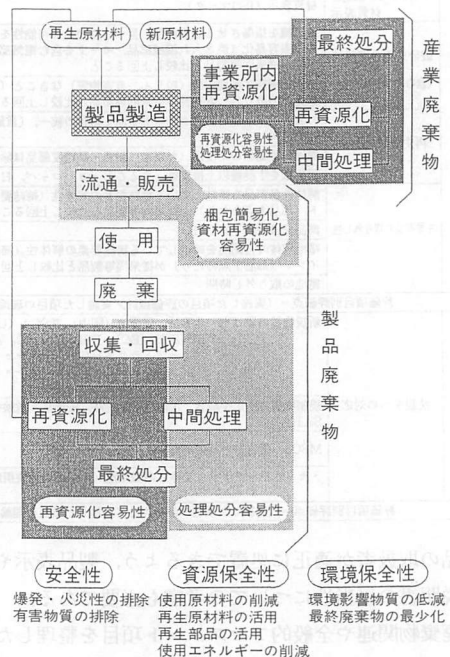 再生原材料
新原材料
最終処分
事業所内
再資源化
再資源化
製品製造
再資源化容易性
処理処分容易性
中間処理
産業廃棄物
流通・販売
梱包簡易化
資材再資源化
容易性
使 用
廃 棄
収集・回収
再資源化
中間処理
最終処分
再資源化容易性
処理処分容易性
製品廃棄物
安全性
爆発・火災性の排除
有害物質の排除
資源保全性
使用原材料の削減
再生原材料の活用
再生部品の活用
使用エネルギーの削減
環境保全性
環境影響物質の低減
最終廃棄物の最少化